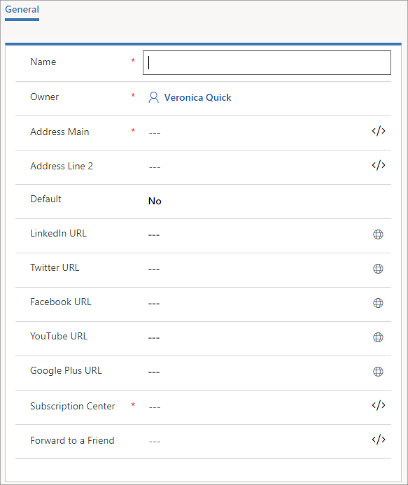 General
Name *
Owner * Veronica Quick
Address Main * --- </>
Address Line 2 --- </>
Default No
LinkedIn URL ---
Twitter URL ---
Facebook URL ---
YouTube URL ---
Google Plus URL ---
Subscription Center * --- </>
Forward to a Friend --- </>